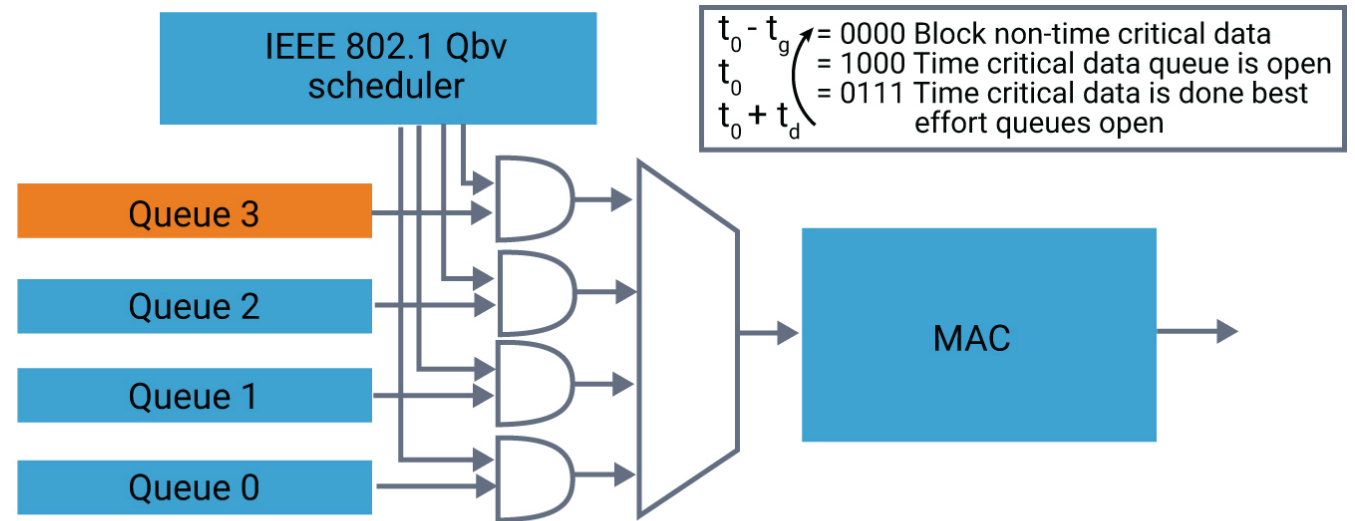 IEEE 802.1 Qbv
scheduler
t₀ - t_g = 0000 Block non-time critical data
t₀ = 1000 Time critical data queue is open
t₀ + t_d = 0111 Time critical data is done best
effort queues open
Queue 3
Queue 2
Queue 1
Queue 0
MAC